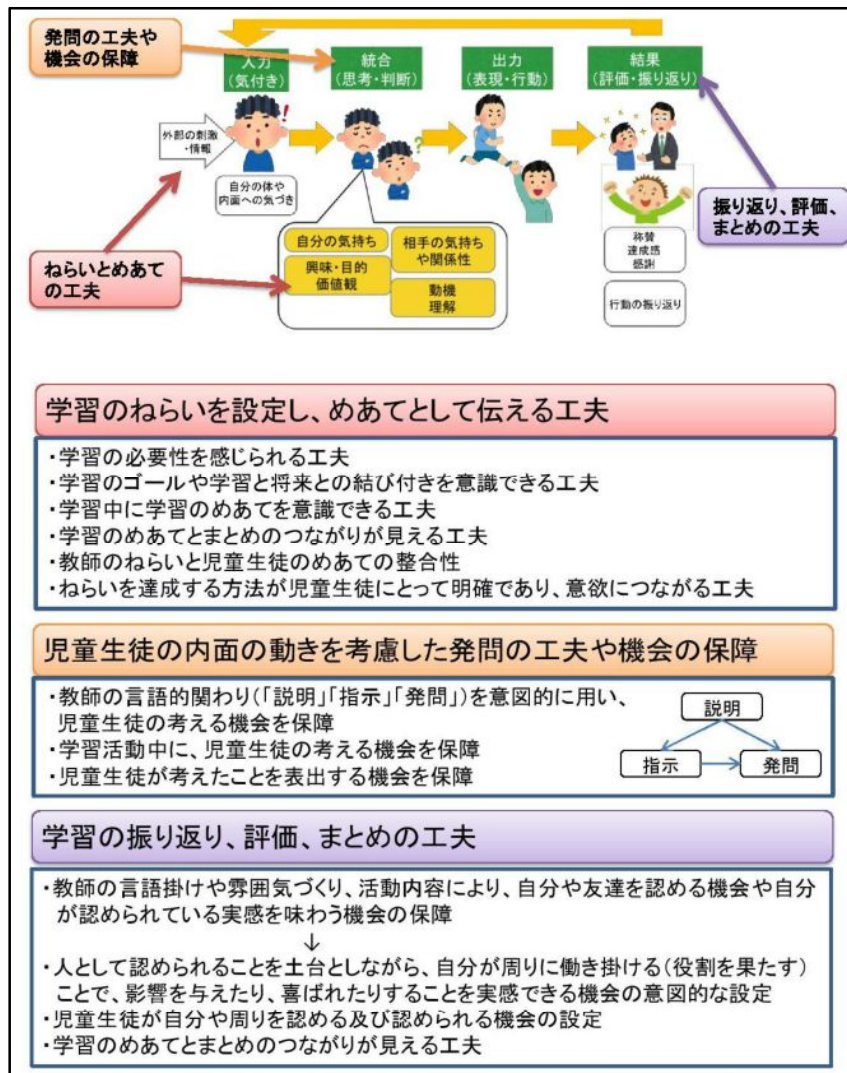 発問の工夫や
機会の保障
入力
(気付き)
統合
(思考・判断)
出力
(表現・行動)
結果
(評価・振り返り)
外部の刺激
・情報
!
?
自分の体や
内面への気づき
自分の気持ち
興味・目的
価値観
相手の気持ち
や関係性
動機
理解
称賛
達成感
感謝
行動の振り返り
振り返り、評価、
まとめの工夫
ねらいとめあて
の工夫
学習のねらいを設定し、めあてとして伝える工夫
・学習の必要性を感じられる工夫
・学習のゴールや学習と将来との結び付きを意識できる工夫
・学習中に学習のめあてを意識できる工夫
・学習のめあてとまとめのつながりが見える工夫
・教師のねらいと児童生徒のめあての整合性
・ねらいを達成する方法が児童生徒にとって明確であり、意欲につながる工夫
児童生徒の内面の動きを考慮した発問の工夫や機会の保障
・教師の言語的関わり(「説明」「指示」「発問」)を意図的に用い、
児童生徒の考える機会を保障
・学習活動中に、児童生徒の考える機会を保障
・児童生徒が考えたことを表出する機会を保障
説明
指示
発問
学習の振り返り、評価、まとめの工夫
・教師の言語掛けや雰囲気づくり、活動内容により、自分や友達を認める機会や自分
が認められている実感を味わう機会の保障
↓
・人として認められることを土台としながら、自分が周りに働き掛ける(役割を果たす)
ことで、影響を与えたり、喜ばれたりすることを実感できる機会の意図的な設定
・児童生徒が自分や周りを認める及び認められる機会の設定
・学習のめあてとまとめのつながりが見える工夫